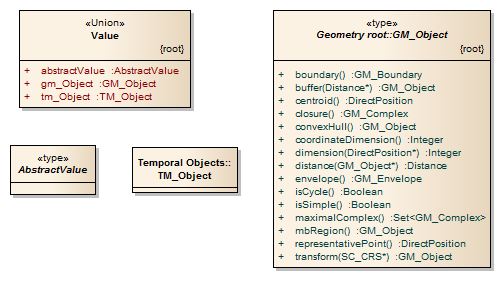 «Union»
Value
{root}
+ abstractValue :AbstractValue
+ gm_Object :GM_Object
+ tm_Object :TM_Object
«type»
AbstractValue
Temporal Objects::
TM_Object
«type»
Geometry root::GM_Object
{root}
+ boundary() :GM_Boundary
+ buffer(Distance*) :GM_Object
+ centroid() :DirectPosition
+ closure() :GM_Complex
+ convexHull() :GM_Object
+ coordinateDimension() :Integer
+ dimension(DirectPosition*) :Integer
+ distance(GM_Object*) :Distance
+ envelope() :GM_Envelope
+ isCycle() :Boolean
+ isSimple() :Boolean
+ maximalComplex() :Set<GM_Complex>
+ mbRegion() :GM_Object
+ representativePoint() :DirectPosition
+ transform(SC_CRS*) :GM_Object